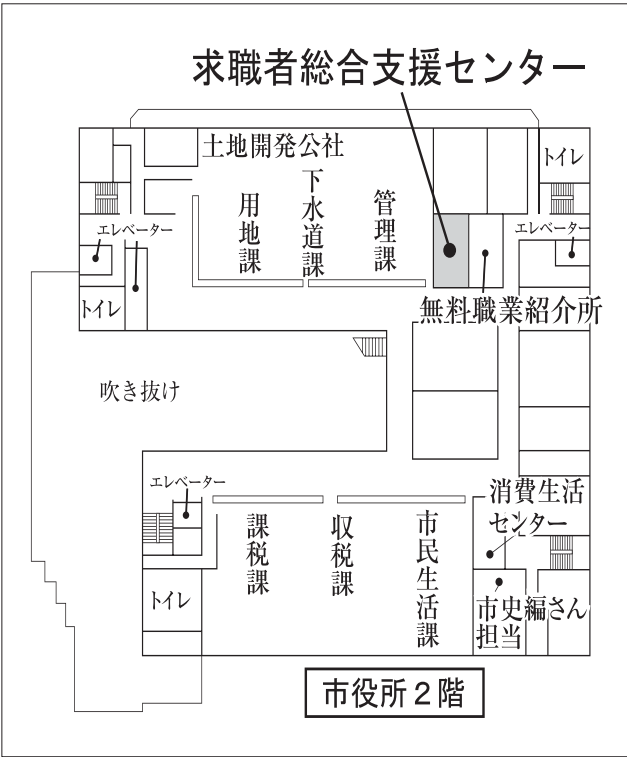 求職者総合支援センター
土地開発公社
トイレ
用地課
下水道課
管理課
エレベーター
エレベーター
トイレ
無料職業紹介所
吹き抜け
エレベーター
消費生活
センター
課税課
収税課
市民生活課
トイレ
市史編さん
担当
市役所2階